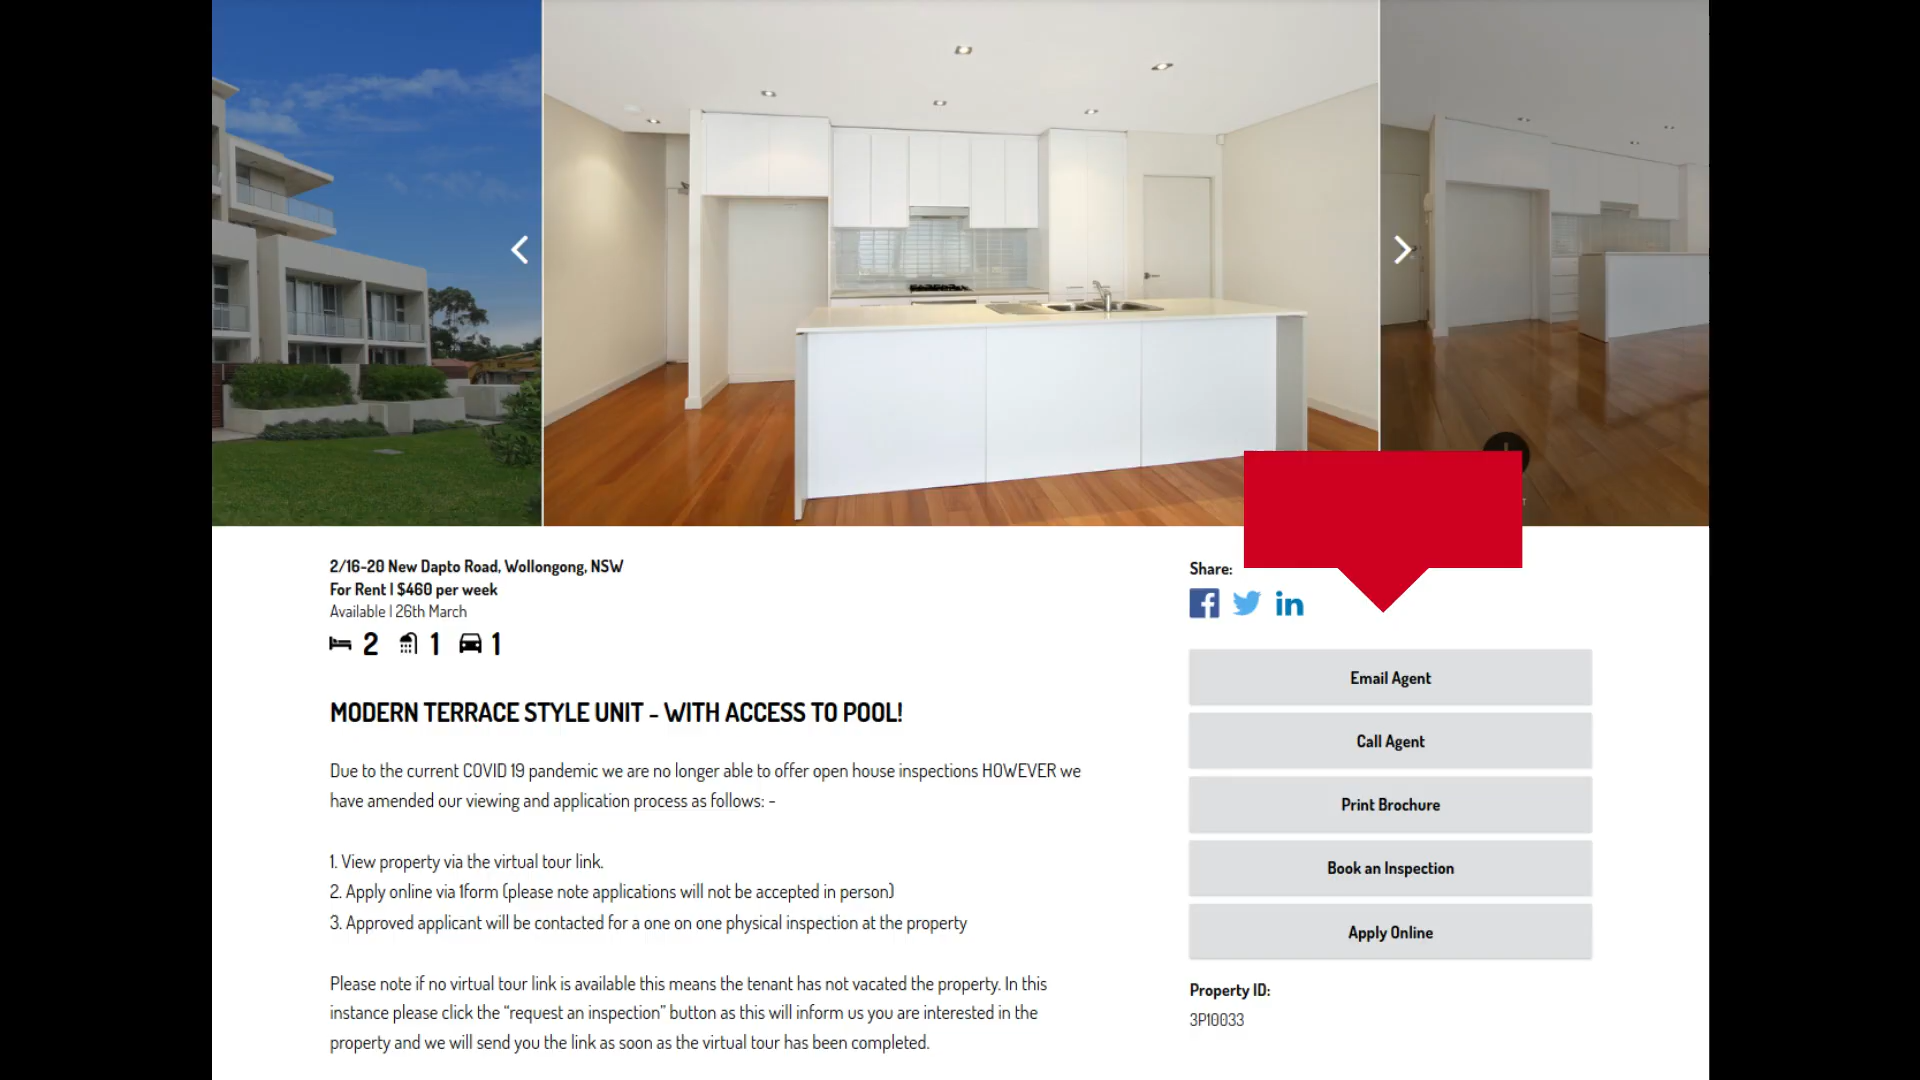 2/16-20 New Dapto Road, Wollongong, NSW
For Rent | $460 per week
Available | 26th March
2 1 1
MODERN TERRACE STYLE UNIT - WITH ACCESS TO POOL!
Due to the current COVID 19 pandemic we are no longer able to offer open house inspections HOWEVER we
have amended our viewing and application process as follows: -
1. View property via the virtual tour link.
2. Apply online via 1form (please note applications will not be accepted in person)
3. Approved applicant will be contacted for a one on one physical inspection at the property
Please note if no virtual tour link is available this means the tenant has not vacated the property. In this
instance please click the “request an inspection” button as this will inform us you are interested in the
property and we will send you the link as soon as the virtual tour has been completed.
Share:
in
Email Agent
Call Agent
Print Brochure
Book an Inspection
Apply Online
Property ID:
3P10033